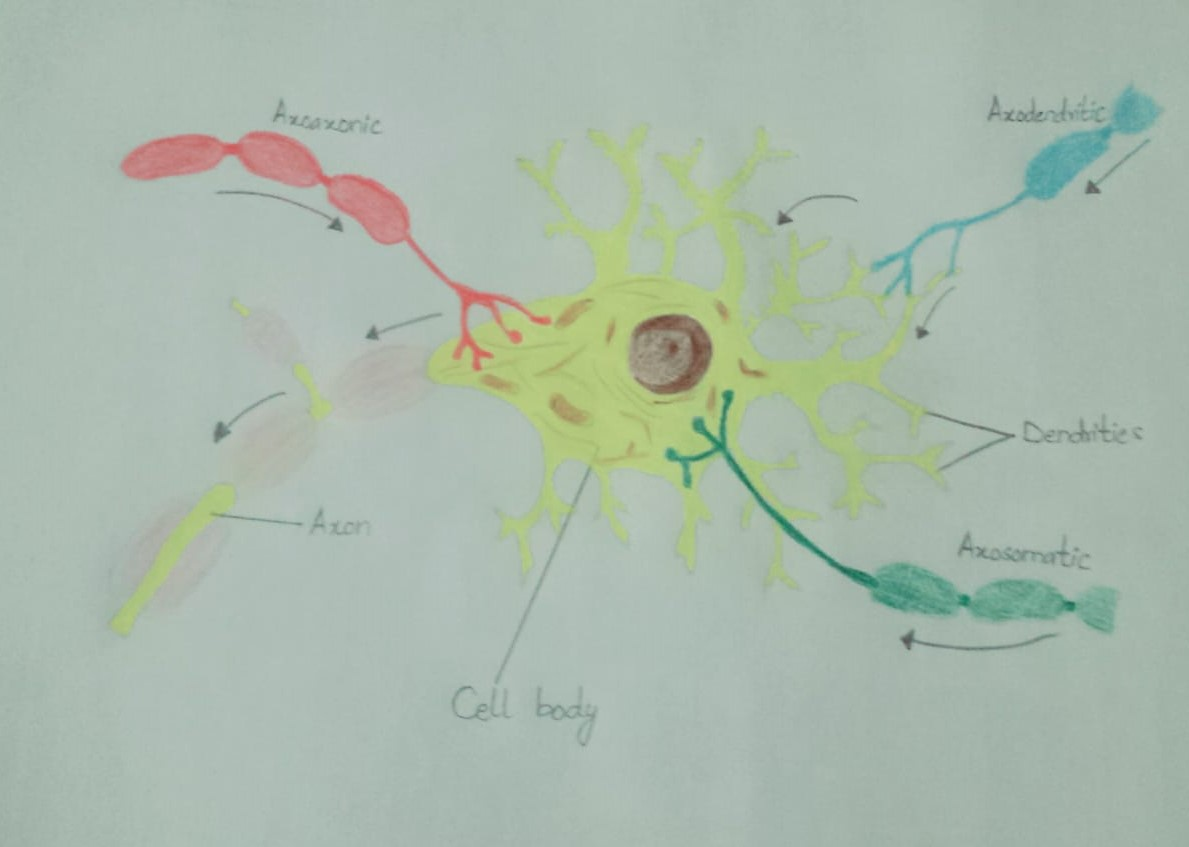 Axoaxonic
Axodendritic
Dendrities
Axon
Axosomatic
Cell body